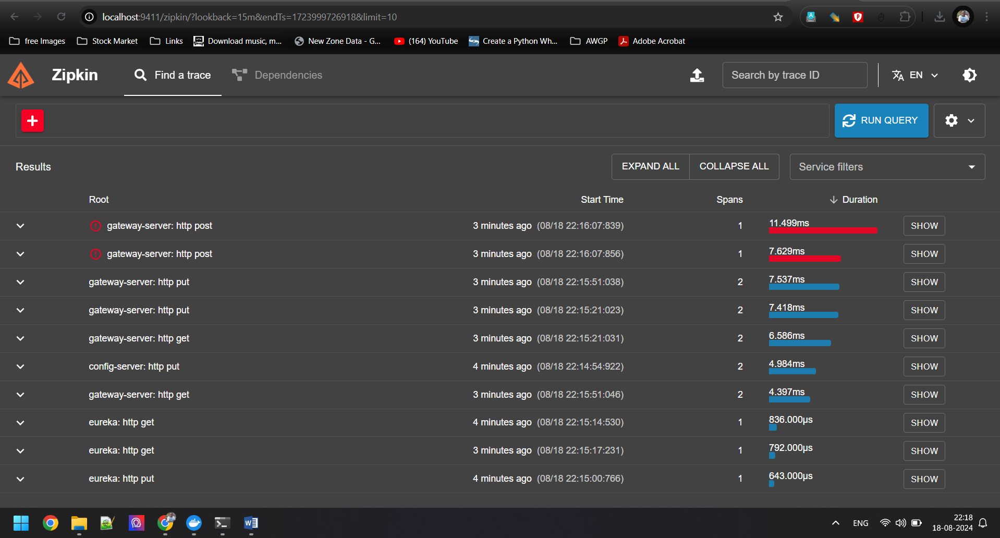 localhost:9411/zipkin/?lookback=15m&endTs=1723999726918&limit=10
free Images Stock Market Links Download music, m... New Zone Data - G... (164) YouTube Create a Python Wh... AWGP Adobe Acrobat
Zipkin Find a trace Dependencies Search by trace ID EN
RUN QUERY
Results EXPAND ALL COLLAPSE ALL Service filters
Root Start Time Spans Duration
gateway-server: http post 3 minutes ago (08/18 22:16:07:839) 1 11.499ms SHOW
gateway-server: http post 3 minutes ago (08/18 22:16:07:856) 1 7.629ms SHOW
gateway-server: http put 3 minutes ago (08/18 22:15:51:038) 2 7.537ms SHOW
gateway-server: http put 3 minutes ago (08/18 22:15:21:023) 2 7.418ms SHOW
gateway-server: http get 3 minutes ago (08/18 22:15:21:031) 2 6.586ms SHOW
config-server: http put 4 minutes ago (08/18 22:14:54:922) 2 4.984ms SHOW
gateway-server: http get 3 minutes ago (08/18 22:15:51:046) 2 4.397ms SHOW
eureka: http get 4 minutes ago (08/18 22:15:14:530) 1 836.000μs SHOW
eureka: http get 3 minutes ago (08/18 22:15:17:231) 1 792.000μs SHOW
eureka: http put 4 minutes ago (08/18 22:15:00:766) 1 643.000μs SHOW
ENG 22:18
18-08-2024